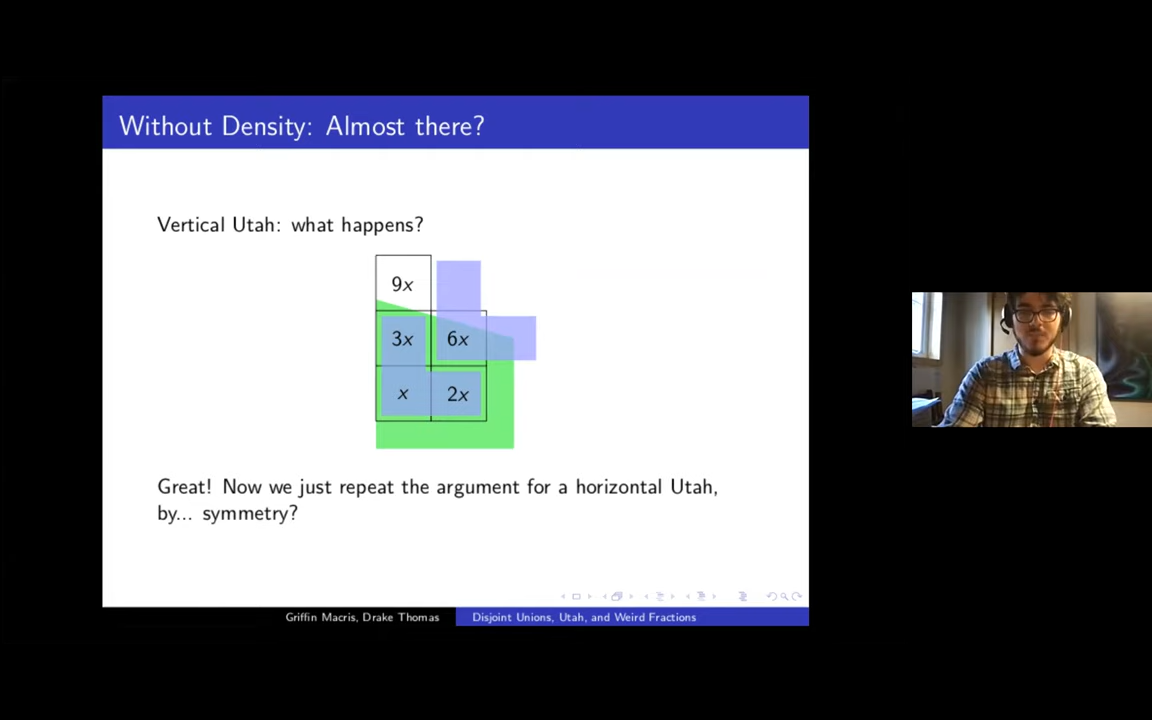 Without Density: Almost there?
Vertical Utah: what happens?
9x
3x 6x
x 2x
Great! Now we just repeat the argument for a horizontal Utah,
by... symmetry?
Griffin Macris, Drake Thomas Disjoint Unions, Utah, and Weird Fractions